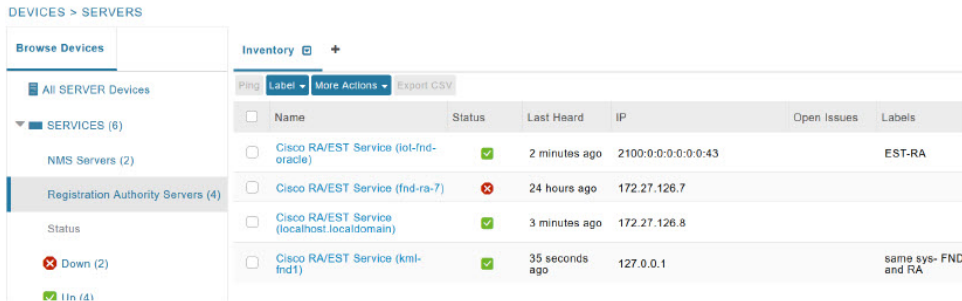 DEVICES > SERVERS
Browse Devices
All SERVER Devices
SERVICES (6)
NMS Servers (2)
Registration Authority Servers (4)
Status
Down (2)
Up (4)
Inventory +
Ping Label More Actions Export CSV
Name Status Last Heard IP Open Issues Labels
Cisco RA/EST Service (iot-fnd-
oracle) 2 minutes ago 2100:0:0:0:0:0:0:43 EST-RA
Cisco RA/EST Service (fnd-ra-7) 24 hours ago 172.27.126.7
Cisco RA/EST Service
(localhost.localdomain) 3 minutes ago 172.27.126.8
Cisco RA/EST Service (kml-
fnd1) 35 seconds
ago 127.0.0.1 same sys- FND
and RA